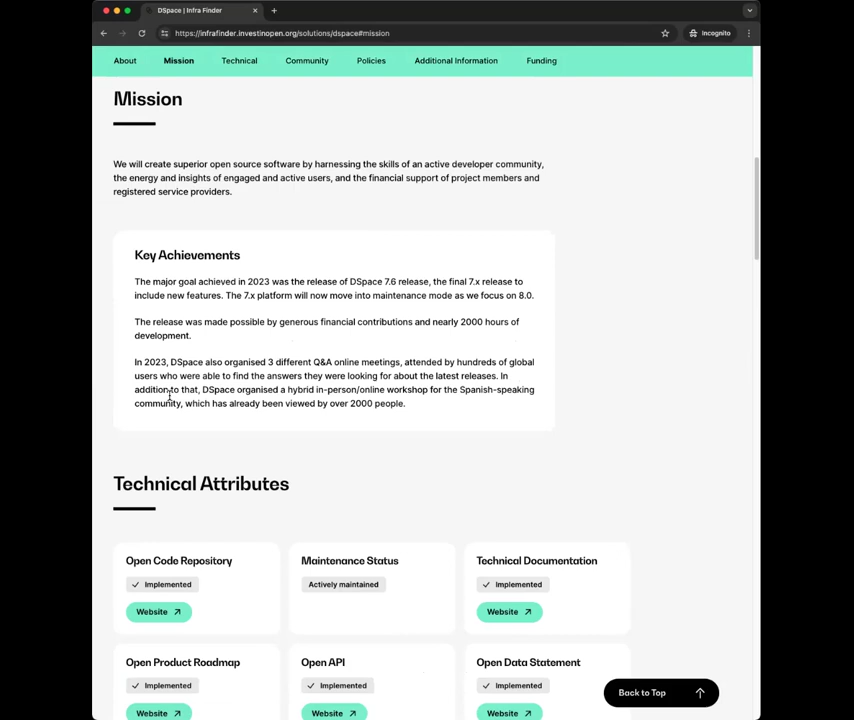 DSpace | Infra Finder
https://infrafinder.investinopen.org/solutions/dspace#mission
Incognito
About Mission Technical Community Policies Additional Information Funding
Mission
We will create superior open source software by harnessing the skills of an active developer community,
the energy and insights of engaged and active users, and the financial support of project members and
registered service providers.
Key Achievements
The major goal achieved in 2023 was the release of DSpace 7.6 release, the final 7.x release to
include new features. The 7.x platform will now move into maintenance mode as we focus on 8.0.
The release was made possible by generous financial contributions and nearly 2000 hours of
development.
In 2023, DSpace also organised 3 different Q&A online meetings, attended by hundreds of global
users who were able to find the answers they were looking for about the latest releases. In
addition to that, DSpace organised a hybrid in-person/online workshop for the Spanish-speaking
community, which has already been viewed by over 2000 people.
Technical Attributes
Open Code Repository Maintenance Status Technical Documentation
Implemented Actively maintained Implemented
Website Website
Open Product Roadmap Open API Open Data Statement
Implemented Implemented Implemented
Back to Top
Website Website Website